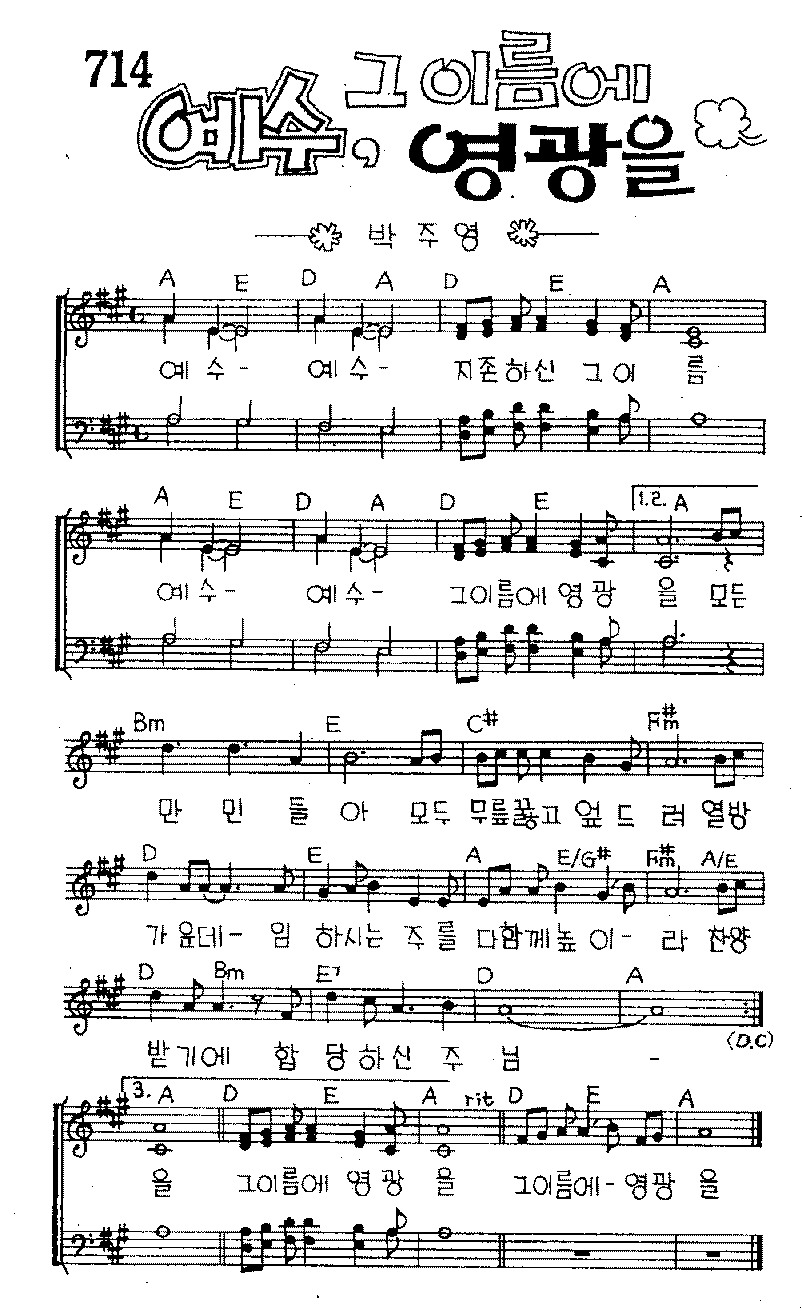 714
예수, 그 이름에
영광을
박 주 영
A E D A D E A
예 수 - 예 수 - 지존하신 그 이 름
A E D A D E 1.2. A
예 수 - 예 수 - 그이름에 영 광 을 모든
Bm E C# F#m
만 민 들 아 모두 무릎꿇고 엎 드 려 열방
D E A E/G# F#m A/E
가 운데- 임 하시는 주 를 다함께높 이- 라 찬양
D Bm E7 D A
받 기에 합 당하신 주 님 -
(D.C)
3. A D E A rit D E A
을 그이름에 영 광 을 그이름에-영광 을